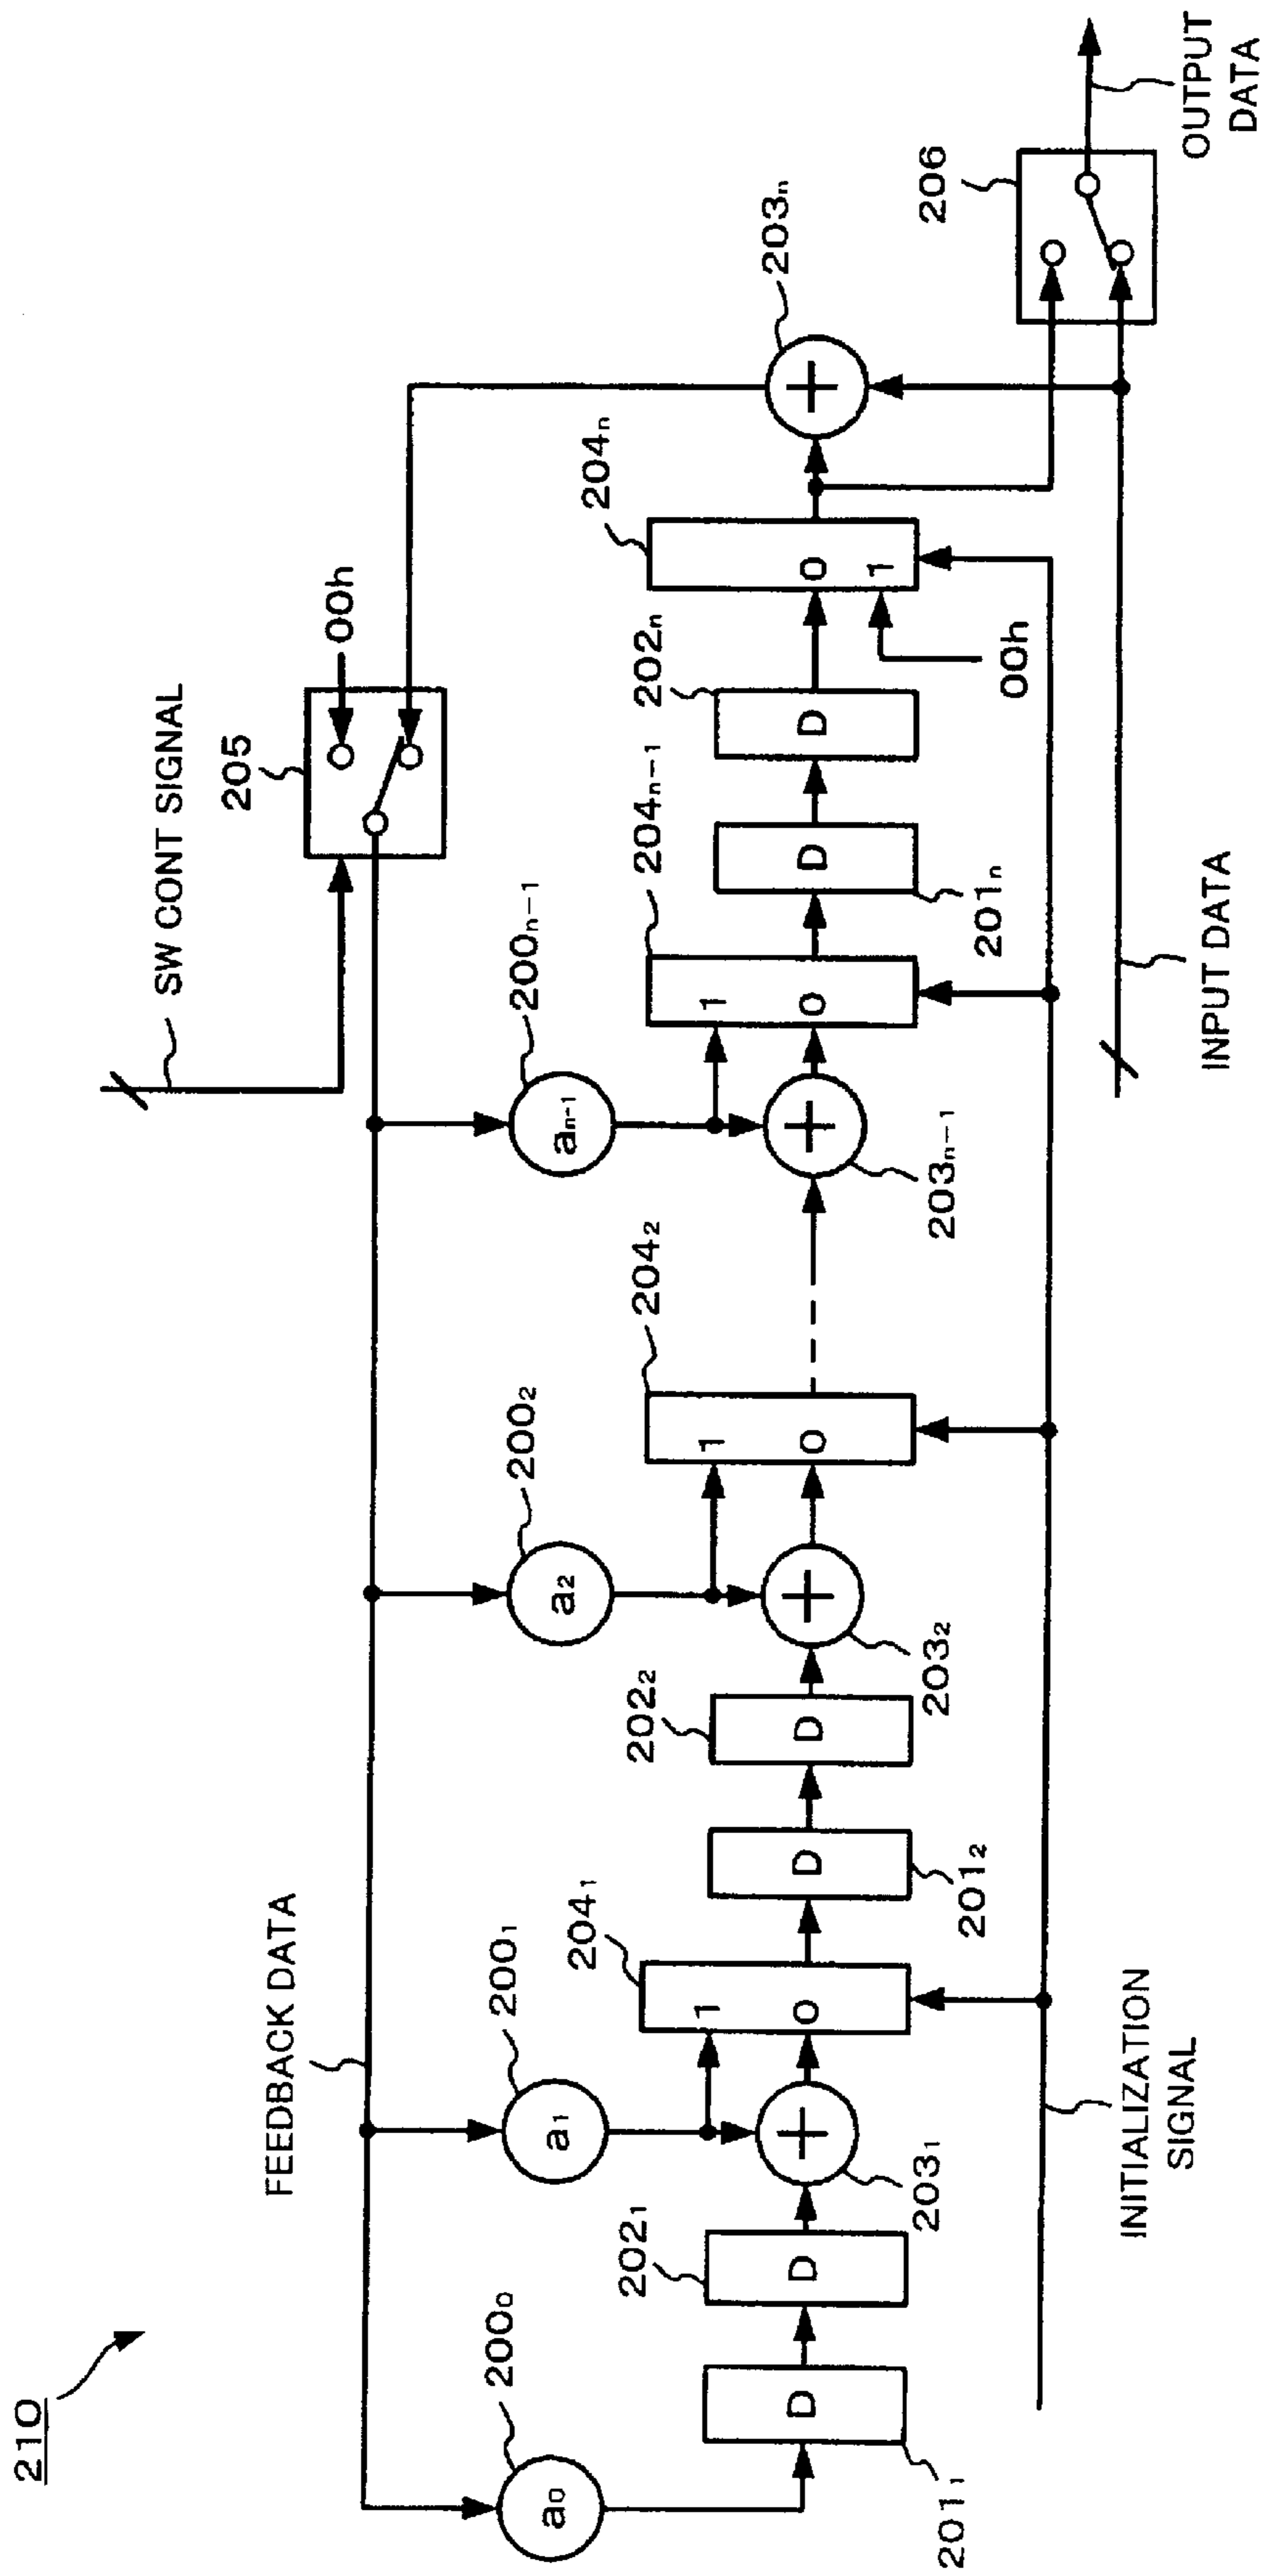 210
SW CONT SIGNAL
205
00h
FEEDBACK DATA
200₀
a₀
200₁
a₁
200₂
a₂
200ₙ₋₁
aₙ₋₁
201₁
D
202₁
D
203₁
+
204₁
1
0
201₂
D
202₂
D
203₂
+
204₂
1
0
203ₙ₋₁
+
204ₙ₋₁
1
0
201ₙ
D
202ₙ
D
204ₙ
0
1
00h
203ₙ
+
206
OUTPUT
DATA
INITIALIZATION
SIGNAL
INPUT DATA